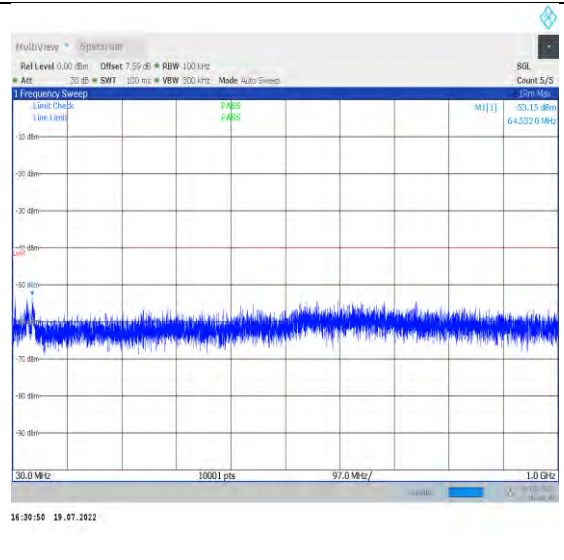 MultiView Spectrum
Ref Level 0.00 dBm Offset 7.59 dB RBW 100 kHz SGL
Att 30 dB SWT 100 ms VBW 300 kHz Mode Auto Sweep Count 5/5
1 Frequency Sweep 1Rm Max
Limit Check PASS M1[1] -53.15 dBm
Line Limit PASS 64.5320 MHz
-10 dBm
-20 dBm
-30 dBm
-40 dBm
Limit
-50 dBm
-70 dBm
-80 dBm
-90 dBm
30.0 MHz 10001 pts 97.0 MHz/ 1.0 GHz
16:30:50 19.07.2022